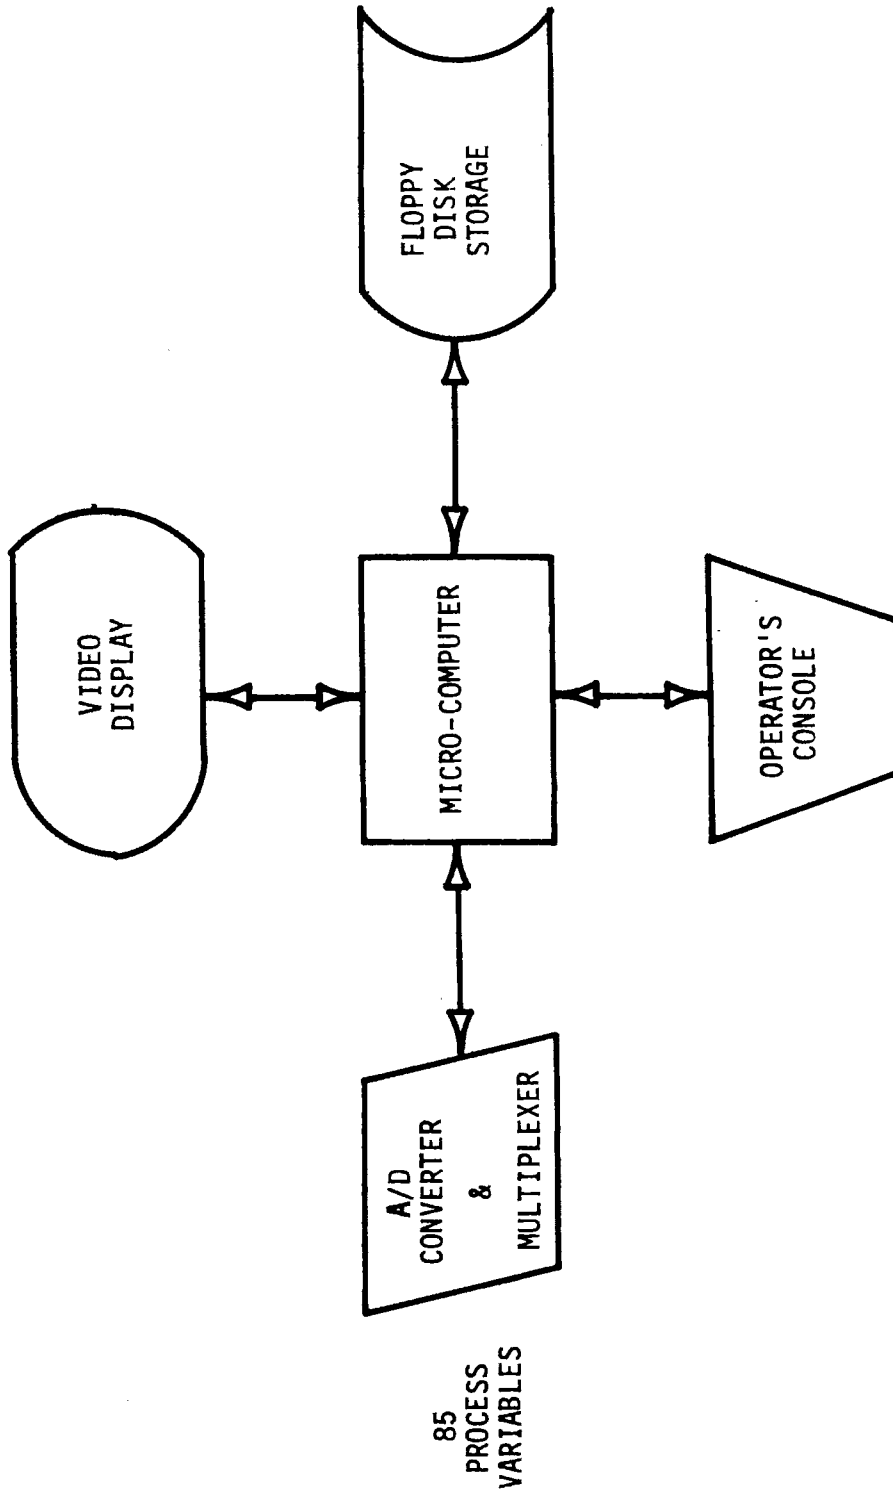 VIDEO
DISPLAY
85
PROCESS
VARIABLES
A/D
CONVERTER
&
MULTIPLEXER
MICRO-COMPUTER
FLOPPY
DISK
STORAGE
OPERATOR'S
CONSOLE